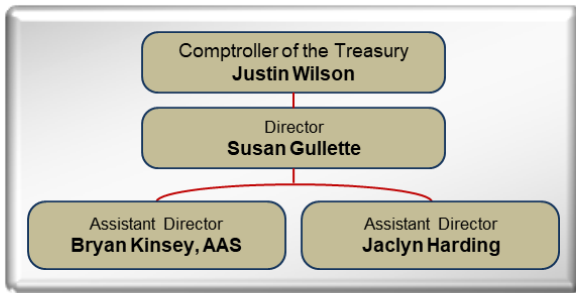 Comptroller of the Treasury
Justin Wilson
Director
Susan Gullette
Assistant Director
Bryan Kinsey, AAS
Assistant Director
Jaclyn Harding